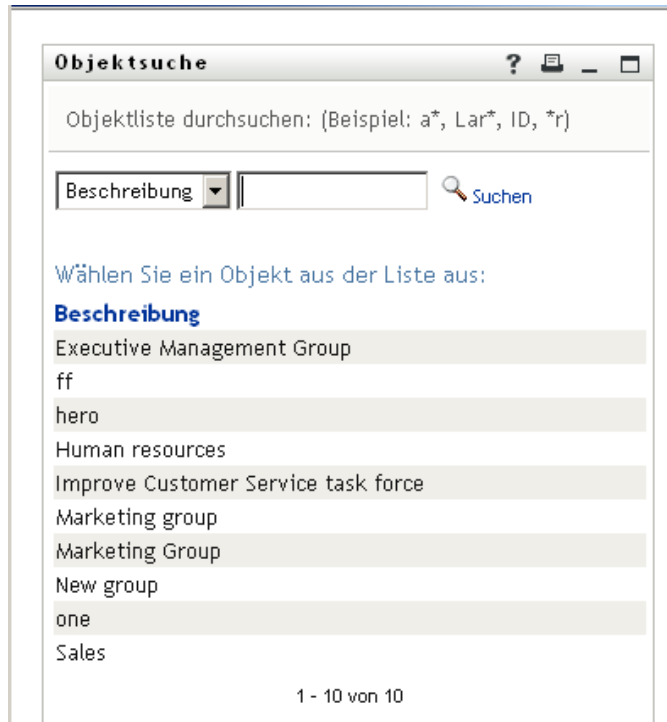 Objektsuche ?
Objektliste durchsuchen: (Beispiel: a*, Lar*, ID, *r)
Beschreibung Suchen
Wählen Sie ein Objekt aus der Liste aus:
Beschreibung
Executive Management Group
ff
hero
Human resources
Improve Customer Service task force
Marketing group
Marketing Group
New group
one
Sales
1 - 10 von 10